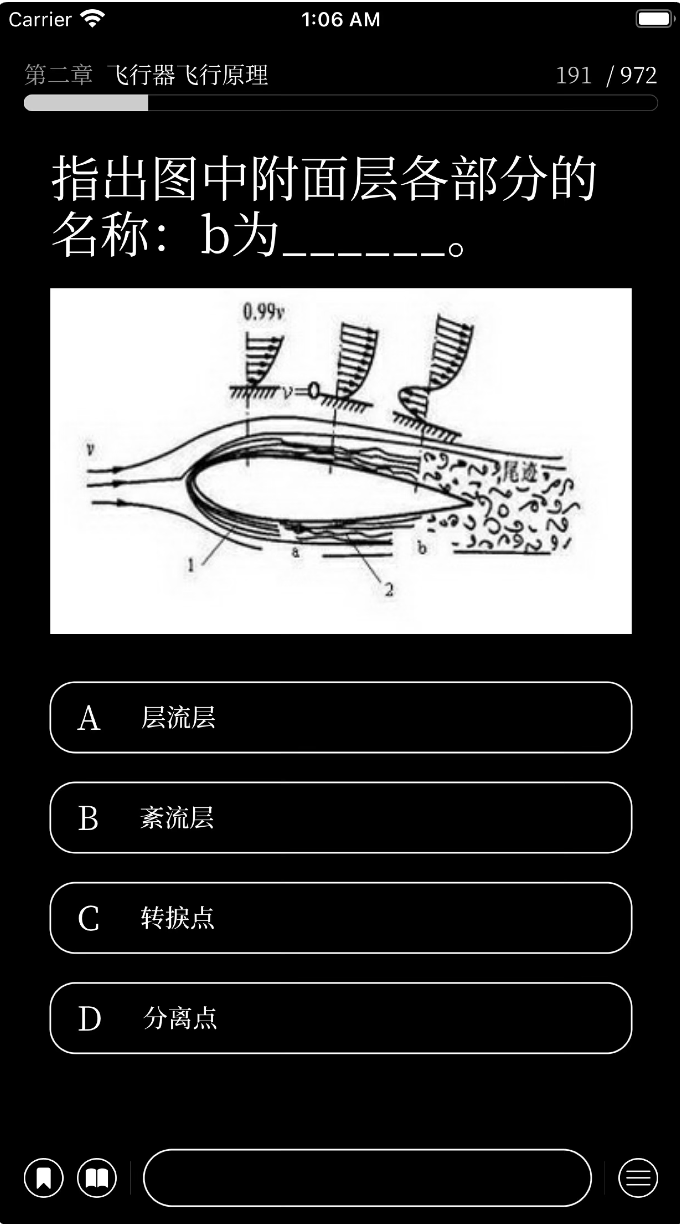 Carrier 1:06 AM
第二章 飞行器飞行原理 191 / 972
指出图中附面层各部分的
名称：b为______。
0.99v
v=0
v
尾迹
1 a b
2
A 层流层
B 紊流层
C 转捩点
D 分离点